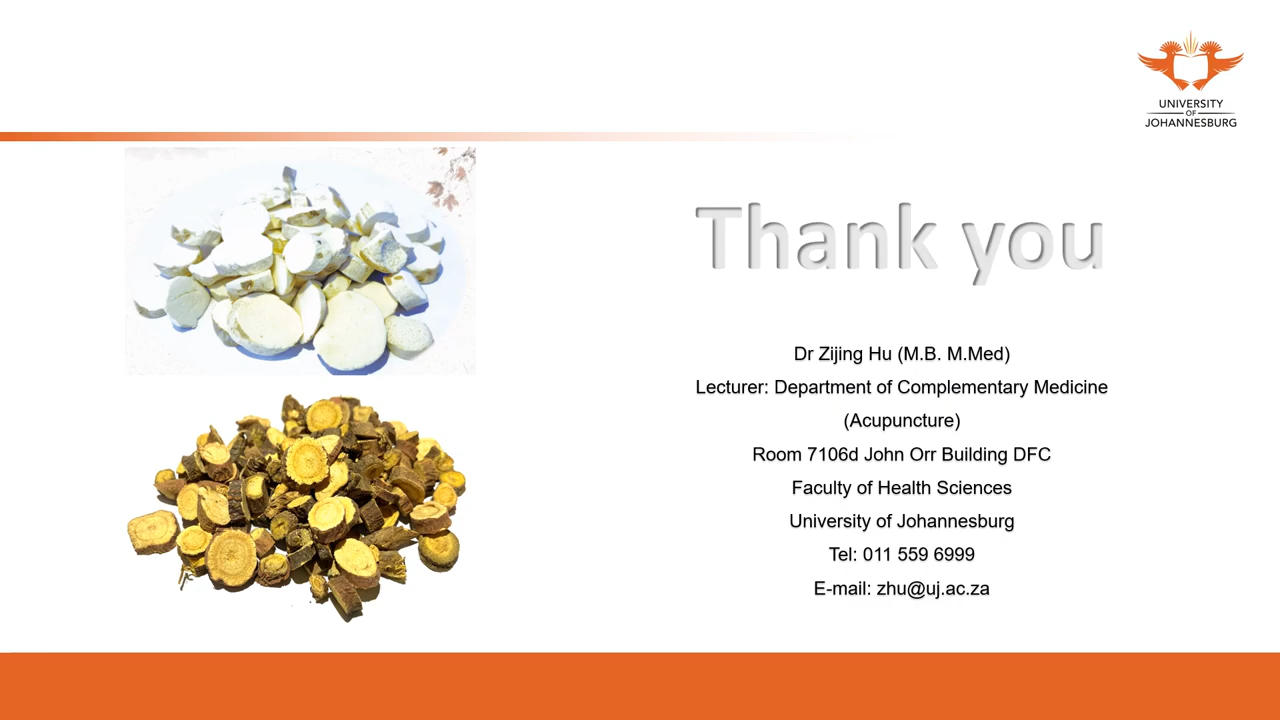 UNIVERSITY
OF
JOHANNESBURG
Thank you
Dr Zijing Hu (M.B. M.Med)
Lecturer: Department of Complementary Medicine
(Acupuncture)
Room 7106d John Orr Building DFC
Faculty of Health Sciences
University of Johannesburg
Tel: 011 559 6999
E-mail: zhu@uj.ac.za